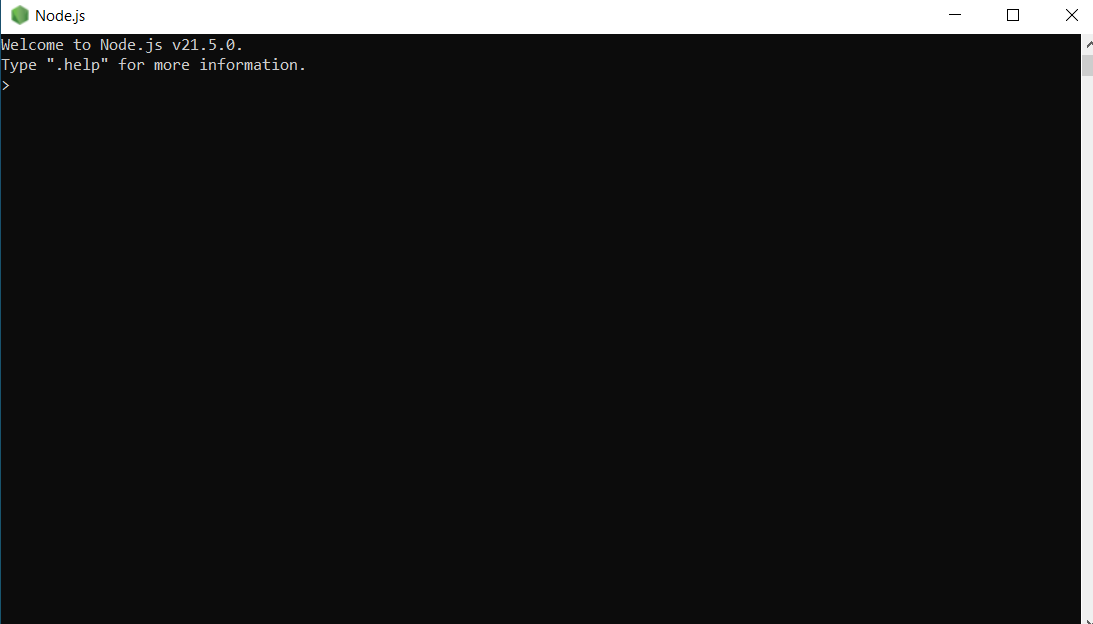 Node.js
Welcome to Node.js v21.5.0.
Type ".help" for more information.
>